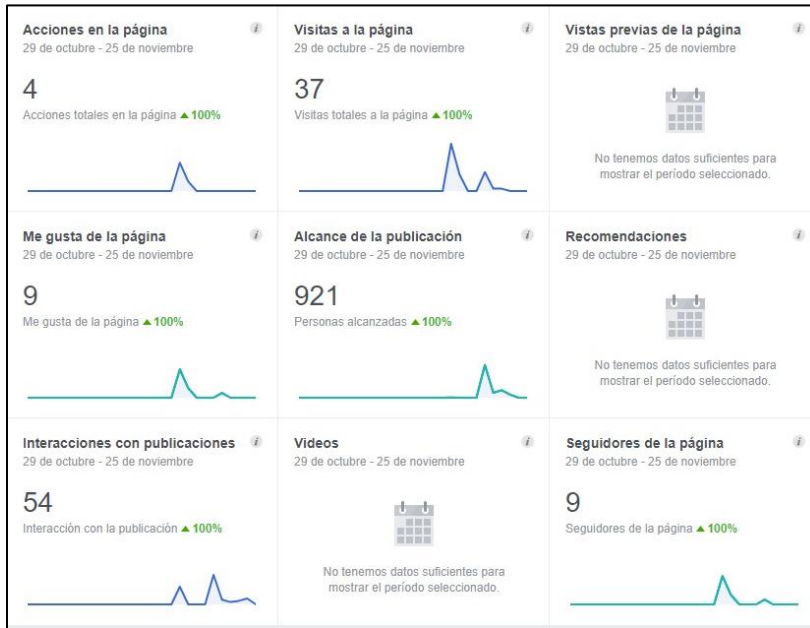 Acciones en la página
29 de octubre - 25 de noviembre
4
Acciones totales en la página ▲ 100%
Visitas a la página
29 de octubre - 25 de noviembre
37
Visitas totales a la página ▲ 100%
Vistas previas de la página
29 de octubre - 25 de noviembre
No tenemos datos suficientes para
mostrar el período seleccionado.
Me gusta de la página
29 de octubre - 25 de noviembre
9
Me gusta de la página ▲ 100%
Alcance de la publicación
29 de octubre - 25 de noviembre
921
Personas alcanzadas ▲ 100%
Recomendaciones
29 de octubre - 25 de noviembre
No tenemos datos suficientes para
mostrar el período seleccionado.
Interacciones con publicaciones
29 de octubre - 25 de noviembre
54
Interacción con la publicación ▲ 100%
Videos
29 de octubre - 25 de noviembre
No tenemos datos suficientes para
mostrar el período seleccionado.
Seguidores de la página
29 de octubre - 25 de noviembre
9
Seguidores de la página ▲ 100%